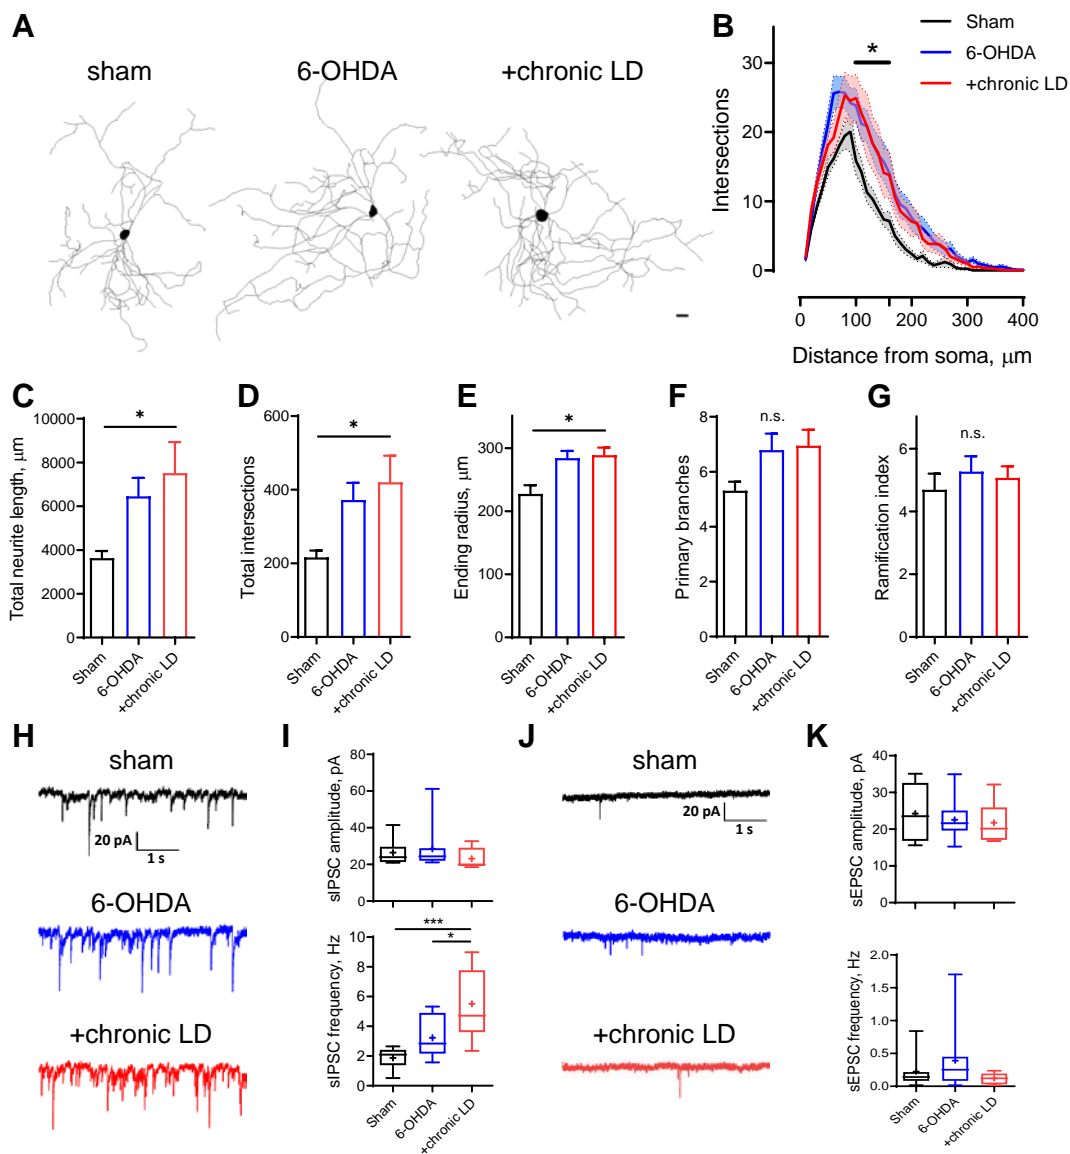 A
sham
6-OHDA
+chronic LD
B
Sham
6-OHDA
+chronic LD
*
Intersections
30
20
10
0
0
100
200
300
400
Distance from soma, μm
C
*
Total neurite length, μm
10000
8000
6000
4000
2000
0
Sham
6-OHDA
+chronic LD
D
*
Total intersections
600
400
200
0
Sham
6-OHDA
+chronic LD
E
*
Ending radius, μm
300
200
100
0
Sham
6-OHDA
+chronic LD
F
n.s.
Primary branches
8
6
4
2
0
Sham
6-OHDA
+chronic LD
G
n.s.
Ramification index
6
4
2
0
Sham
6-OHDA
+chronic LD
H
sham
20 pA
1 s
6-OHDA
+chronic LD
I
sIPSC amplitude, pA
80
60
40
20
0
***
*
sIPSC frequency, Hz
10
8
6
4
2
0
Sham
6-OHDA
+chronic LD
J
sham
20 pA
1 s
6-OHDA
+chronic LD
K
sEPSC amplitude, pA
40
30
20
10
0
sEPSC frequency, Hz
2.0
1.5
1.0
0.5
0.0
Sham
6-OHDA
+chronic LD